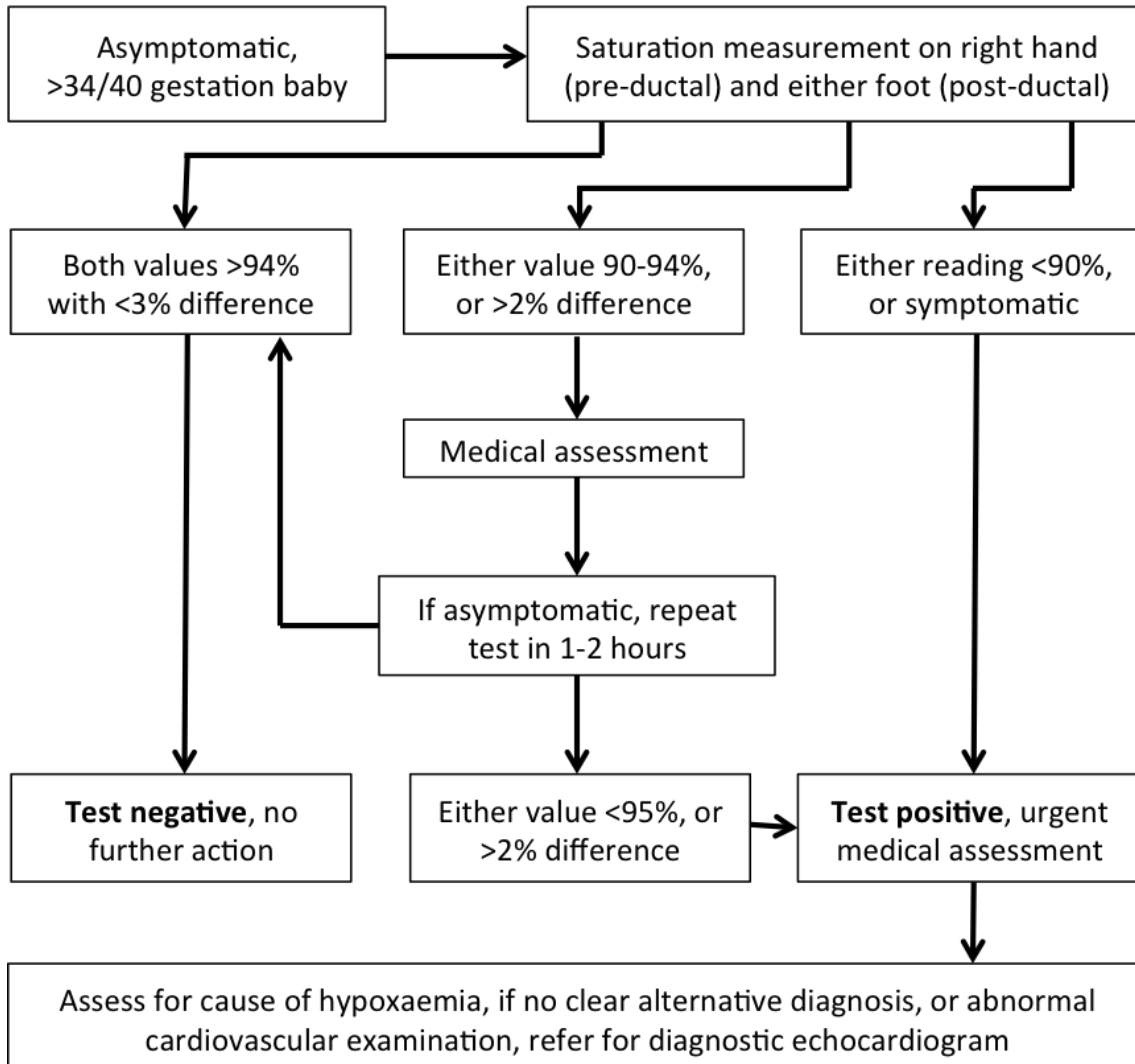 Asymptomatic,
>34/40 gestation baby
Saturation measurement on right hand
(pre-ductal) and either foot (post-ductal)
Both values >94%
with <3% difference
Either value 90-94%,
or >2% difference
Either reading <90%,
or symptomatic
Medical assessment
If asymptomatic, repeat
test in 1-2 hours
Test negative, no
further action
Either value <95%, or
>2% difference
Test positive, urgent
medical assessment
Assess for cause of hypoxaemia, if no clear alternative diagnosis, or abnormal
cardiovascular examination, refer for diagnostic echocardiogram